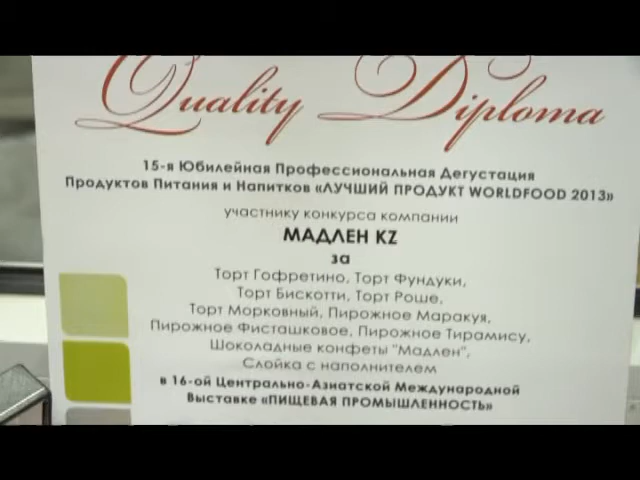 Quality Diploma
15-я Юбилейная Профессиональная Дегустация
Продуктов Питания и Напитков «ЛУЧШИЙ ПРОДУКТ WORLDFOOD 2013»
участнику конкурса компании
МАДЛЕН KZ
за
Торт Гофретино, Торт Фундуки,
Торт Бискотти, Торт Роше,
Торт Морковный, Пирожное Маракуя,
Пирожное Фисташковое, Пирожное Тирамису,
Шоколадные конфеты "Мадлен",
Слойка с наполнителем
в 16-ой Центрально-Азиатской Международной
Выставке «ПИЩЕВАЯ ПРОМЫШЛЕННОСТЬ»